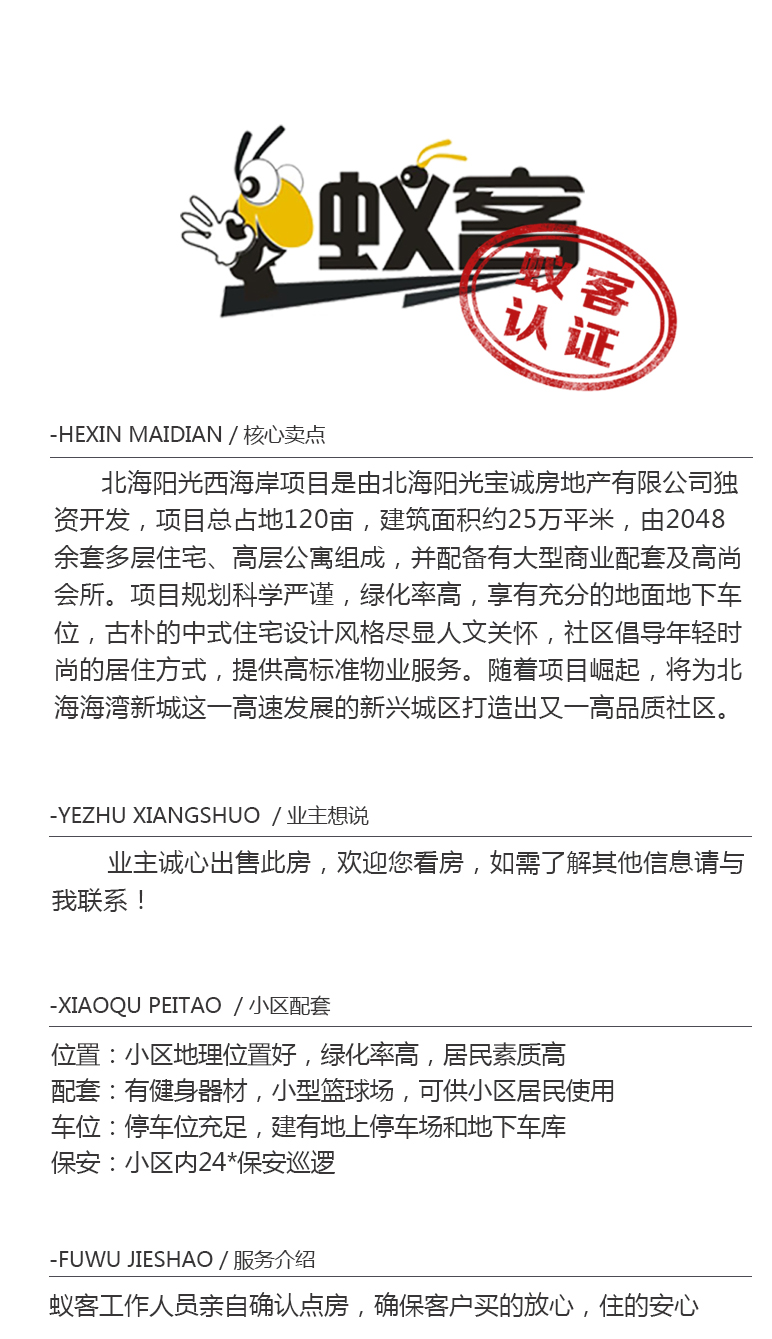 蚁客
蚁客
认证
-HEXIN MAIDIAN / 核心卖点
北海阳光西海岸项目是由北海阳光宝诚房地产有限公司独
资开发，项目总占地120亩，建筑面积约25万平米，由2048
余套多层住宅、高层公寓组成，并配备有大型商业配套及高尚
会所。项目规划科学严谨，绿化率高，享有充分的地面地下车
位，古朴的中式住宅设计风格尽显人文关怀，社区倡导年轻时
尚的居住方式，提供高标准物业服务。随着项目崛起，将为北
海海湾新城这一高速发展的新兴城区打造出又一高品质社区。
-YEZHU XIANGSHUO / 业主想说
业主诚心出售此房，欢迎您看房，如需了解其他信息请与
我联系！
-XIAOQU PEITAO / 小区配套
位置：小区地理位置好，绿化率高，居民素质高
配套：有健身器材，小型篮球场，可供小区居民使用
车位：停车位充足，建有地上停车场和地下车库
保安：小区内24*保安巡逻
-FUWU JIESHAO / 服务介绍
蚁客工作人员亲自确认点房，确保客户买的放心，住的安心